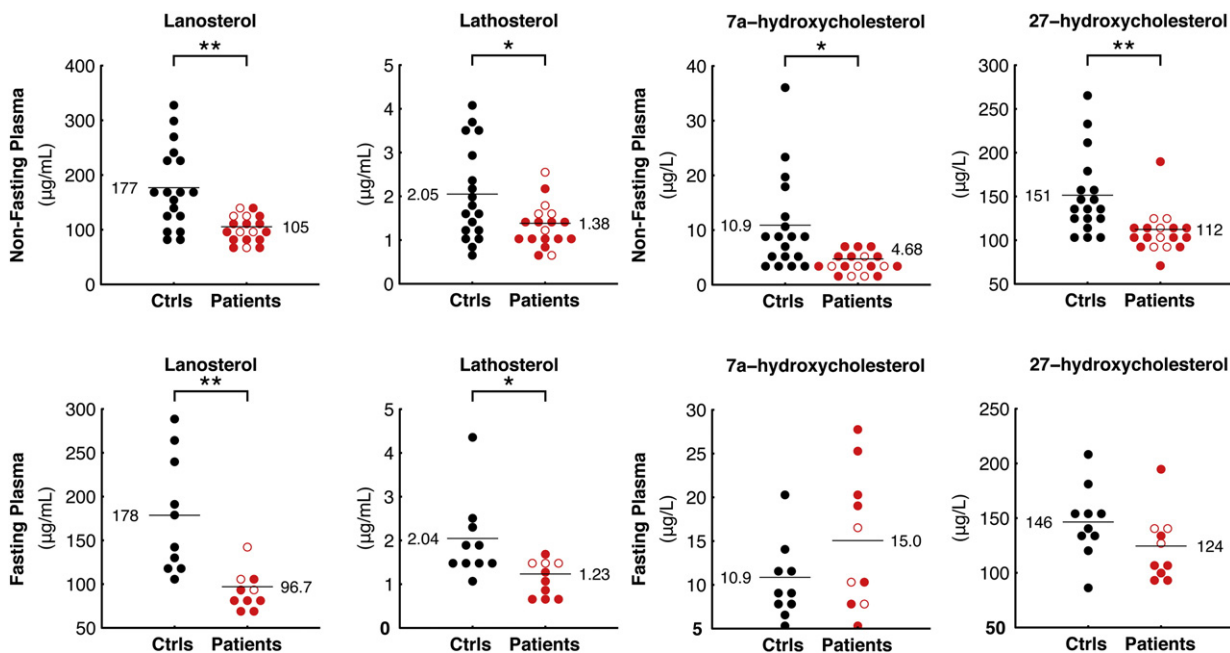 Lanosterol
**
Non-Fasting Plasma
(µg/mL)
400
300
200
100
0
177
105
Ctrls Patients
Lathosterol
*
5
4
3
2
1
0
2.05
1.38
Ctrls Patients
7a-hydroxycholesterol
*
Non-Fasting Plasma
(µg/L)
40
30
20
10
0
10.9
4.68
Ctrls Patients
27-hydroxycholesterol
**
(µg/L)
300
250
200
150
100
50
151
112
Ctrls Patients
Lanosterol
**
Fasting Plasma
(µg/mL)
300
250
200
150
100
50
178
96.7
Ctrls Patients
Lathosterol
*
(µg/mL)
5
4
3
2
1
0
2.04
1.23
Ctrls Patients
7a-hydroxycholesterol
Fasting Plasma
(µg/L)
30
25
20
15
10
5
10.9
15.0
Ctrls Patients
27-hydroxycholesterol
(µg/L)
250
200
150
100
50
146
124
Ctrls Patients